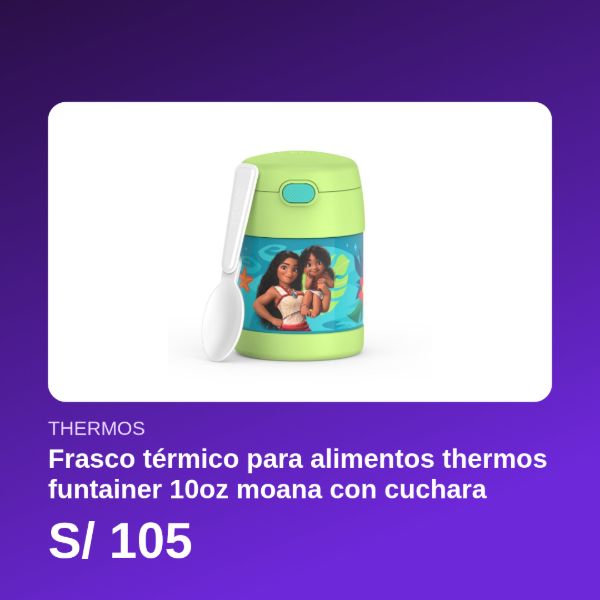 THERMOS
Frasco térmico para alimentos thermos
funtainer 10oz moana con cuchara
S/ 105